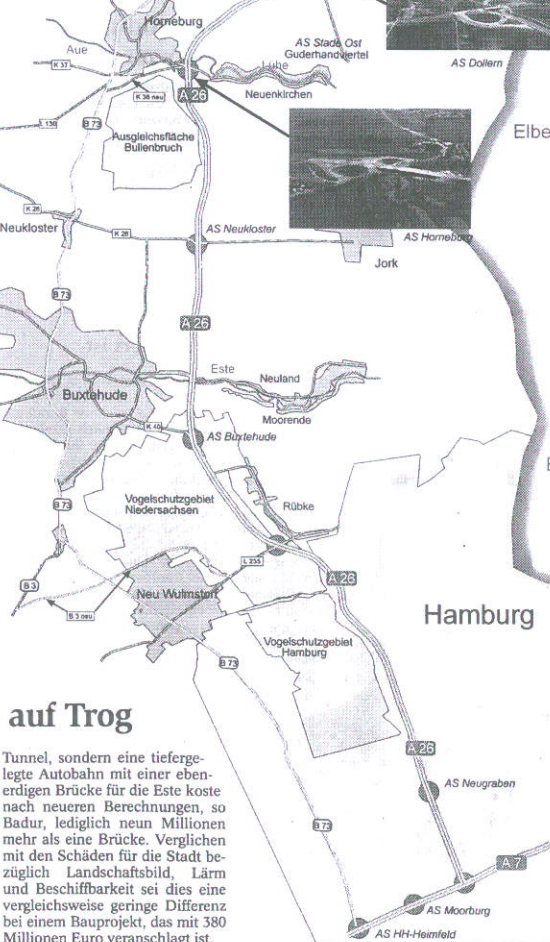 Horneburg
Aue
K 37
K 36 neu
A 26
Lühe
AS Stade Ost
Guderhandviertel
AS Dollern
Neuenkirchen
B 73
Ausgleichsfläche
Bullenbruch
Elbe
K 26
Neukloster
K 26
AS Neukloster
AS Horneburg
Jork
B 73
A 26
Este
Neuland
Buxtehude
Moorende
K 40
AS Buxtehude
B 73
Vogelschutzgebiet
Niedersachsen
Rübke
L 235
B 3
B 3 neu
Neu Wulmstorf
A 26
Hamburg
Vogelschutzgebiet
Hamburg
B 73
A 26
AS Neugraben
B 73
A 7
AS Moorburg
AS HH-Heimfeld
auf Trog
Tunnel, sondern eine tieferge-
legte Autobahn mit einer eben-
erdigen Brücke für die Este koste
nach neueren Berechnungen, so
Badur, lediglich neun Millionen
mehr als eine Brücke. Verglichen
mit den Schäden für die Stadt be-
züglich Landschaftsbild, Lärm
und Beschiffbarkeit sei dies eine
vergleichsweise geringe Differenz
bei einem Bauprojekt, das mit 380
Millionen Euro veranschlagt ist.